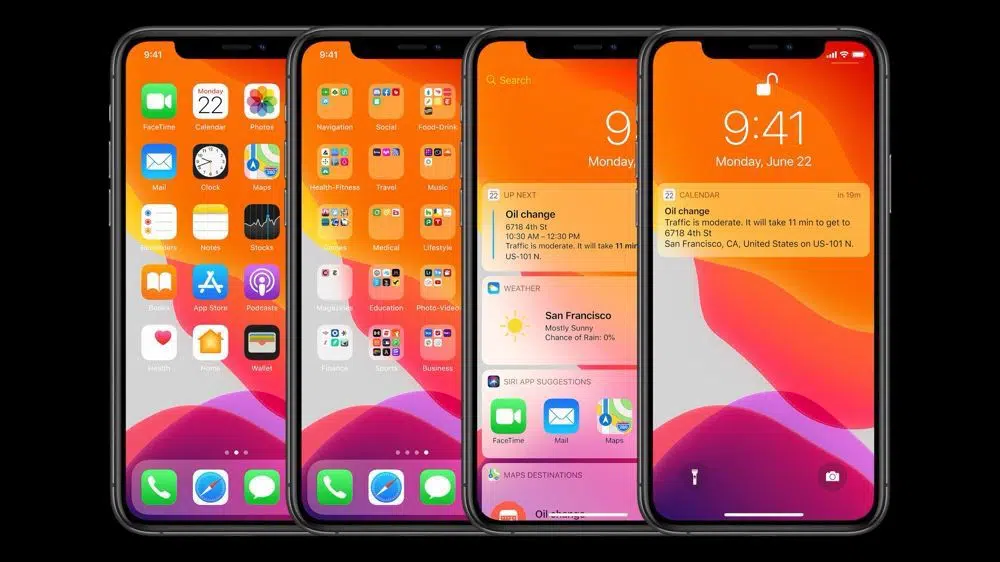 9:41
Monday
22
FaceTime
Calendar
Photos
Mail
Clock
Maps
Reminders
Notes
Stocks
Books
App Store
Podcasts
Health
Home
Wallet
9:41
Navigation
Social
Food-Drink
Health-Fitness
Travel
Music
Games
Medical
Lifestyle
Magazines
Education
Photo-Video
Finance
Sports
Business
Search
9
Monday,
22
UP NEXT
Oil change
6718 4th St
10:30 AM – 12:30 PM
Traffic is moderate. It will take 11 min
US-101 N.
WEATHER
San Francisco
Mostly Sunny
Chance of Rain: 0%
SIRI APP SUGGESTIONS
FaceTime
Mail
Maps
MAPS DESTINATIONS
Oil change
9:41
Monday, June 22
22
CALENDAR
in 19m
Oil change
Traffic is moderate. It will take 11 min to get to
6718 4th St
San Francisco, CA, United States on US-101 N.